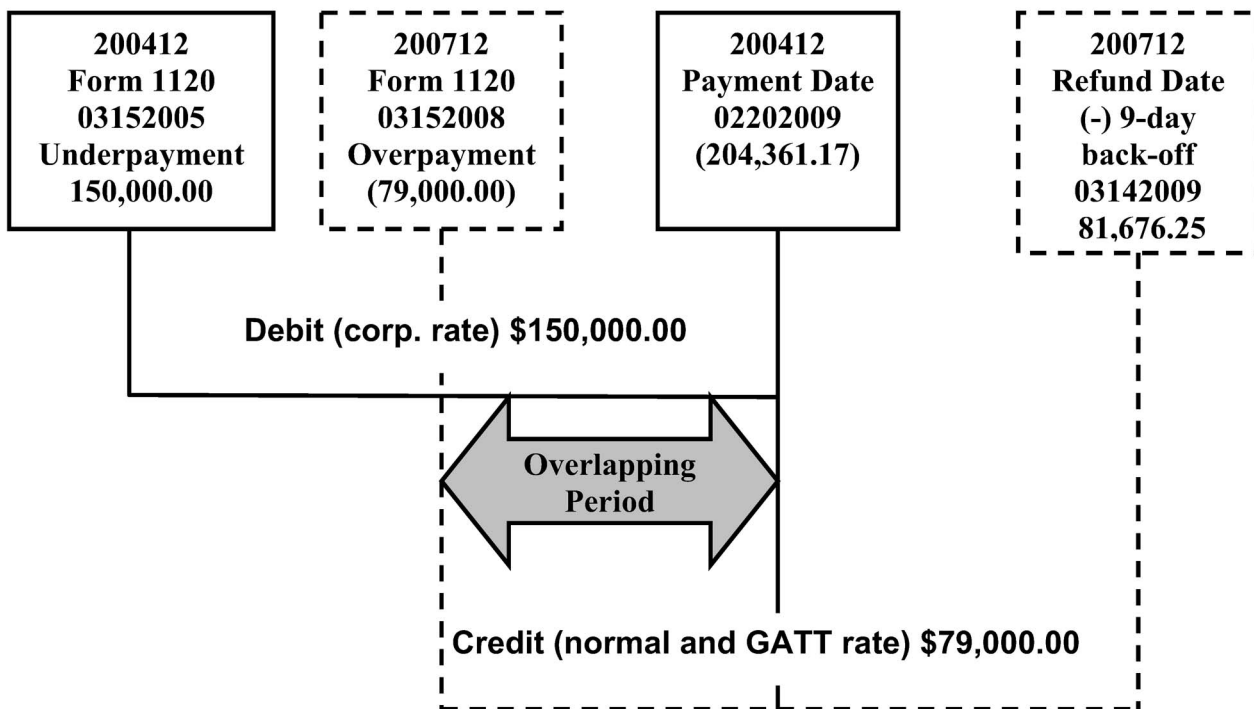 200412
Form 1120
03152005
Underpayment
150,000.00
200712
Form 1120
03152008
Overpayment
(79,000.00)
200412
Payment Date
02202009
(204,361.17)
200712
Refund Date
(-) 9-day
back-off
03142009
81,676.25
Debit (corp. rate) $150,000.00
Overlapping
Period
Credit (normal and GATT rate) $79,000.00